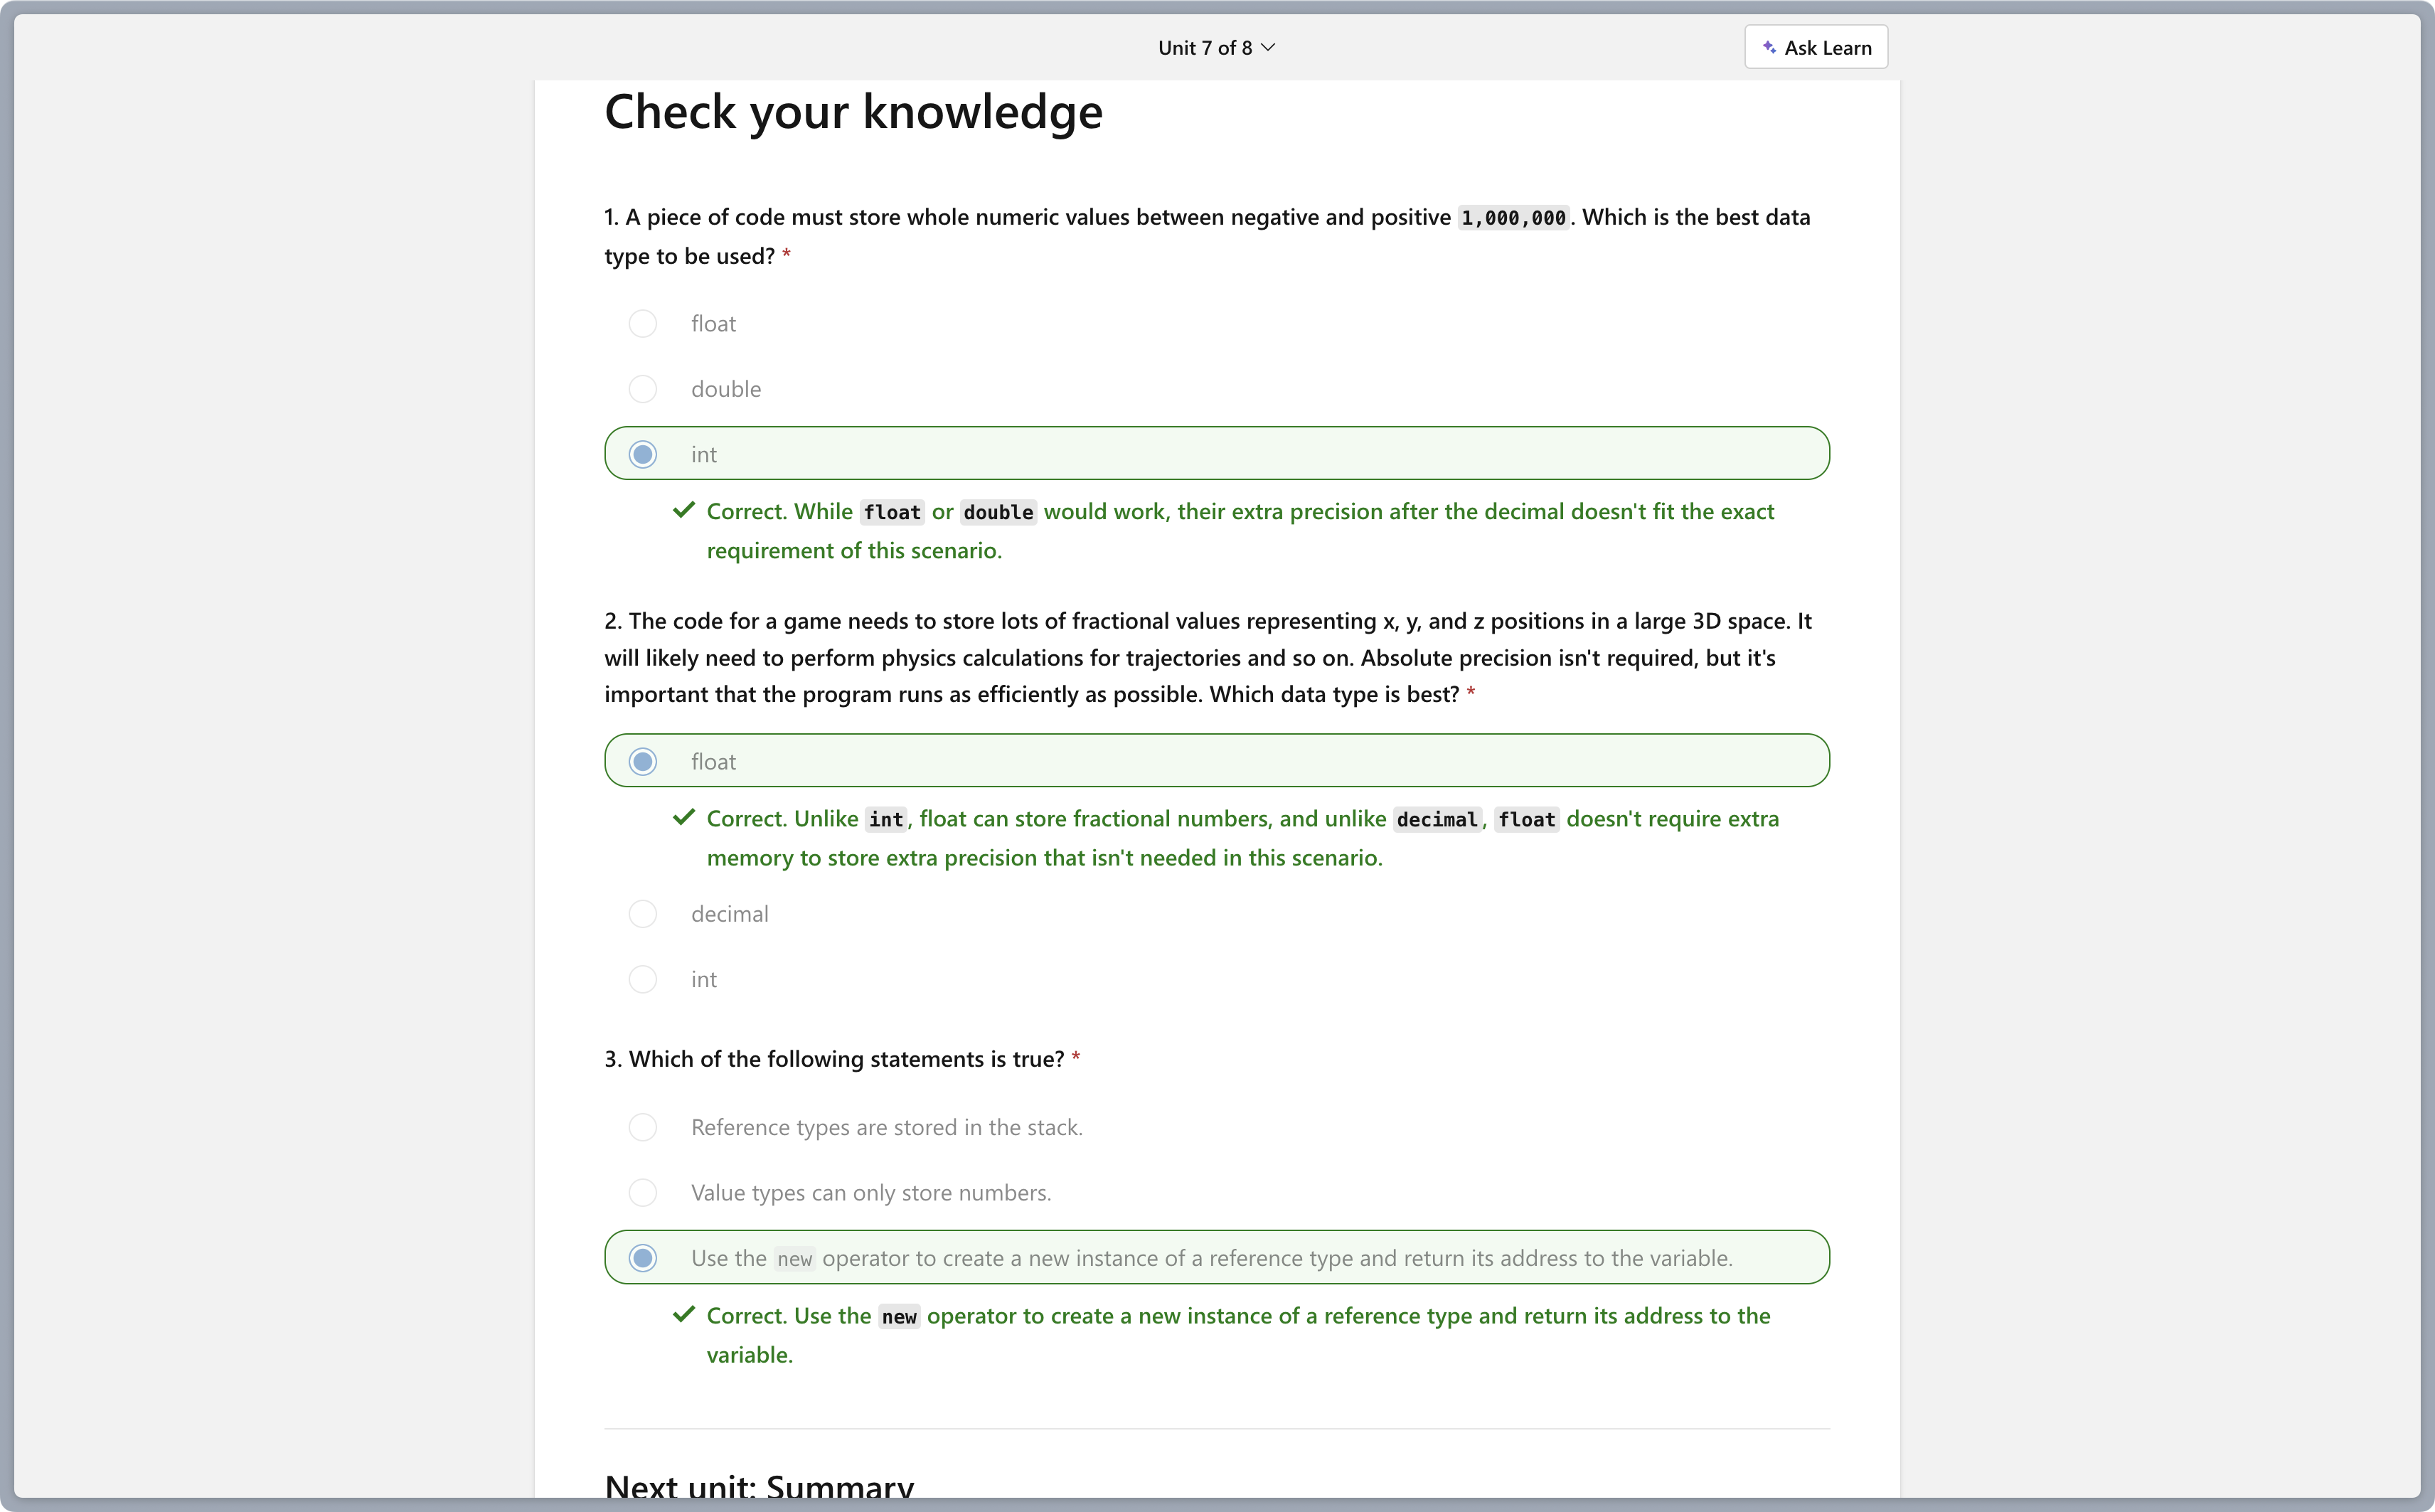 Unit 7 of 8
Ask Learn
Check your knowledge
1. A piece of code must store whole numeric values between negative and positive 1,000,000. Which is the best data
type to be used? *
float
double
int
Correct. While float or double would work, their extra precision after the decimal doesn't fit the exact
requirement of this scenario.
2. The code for a game needs to store lots of fractional values representing x, y, and z positions in a large 3D space. It
will likely need to perform physics calculations for trajectories and so on. Absolute precision isn't required, but it's
important that the program runs as efficiently as possible. Which data type is best? *
float
Correct. Unlike int, float can store fractional numbers, and unlike decimal, float doesn't require extra
memory to store extra precision that isn't needed in this scenario.
decimal
int
3. Which of the following statements is true? *
Reference types are stored in the stack.
Value types can only store numbers.
Use the new operator to create a new instance of a reference type and return its address to the variable.
Correct. Use the new operator to create a new instance of a reference type and return its address to the
variable.
Next unit: Summary